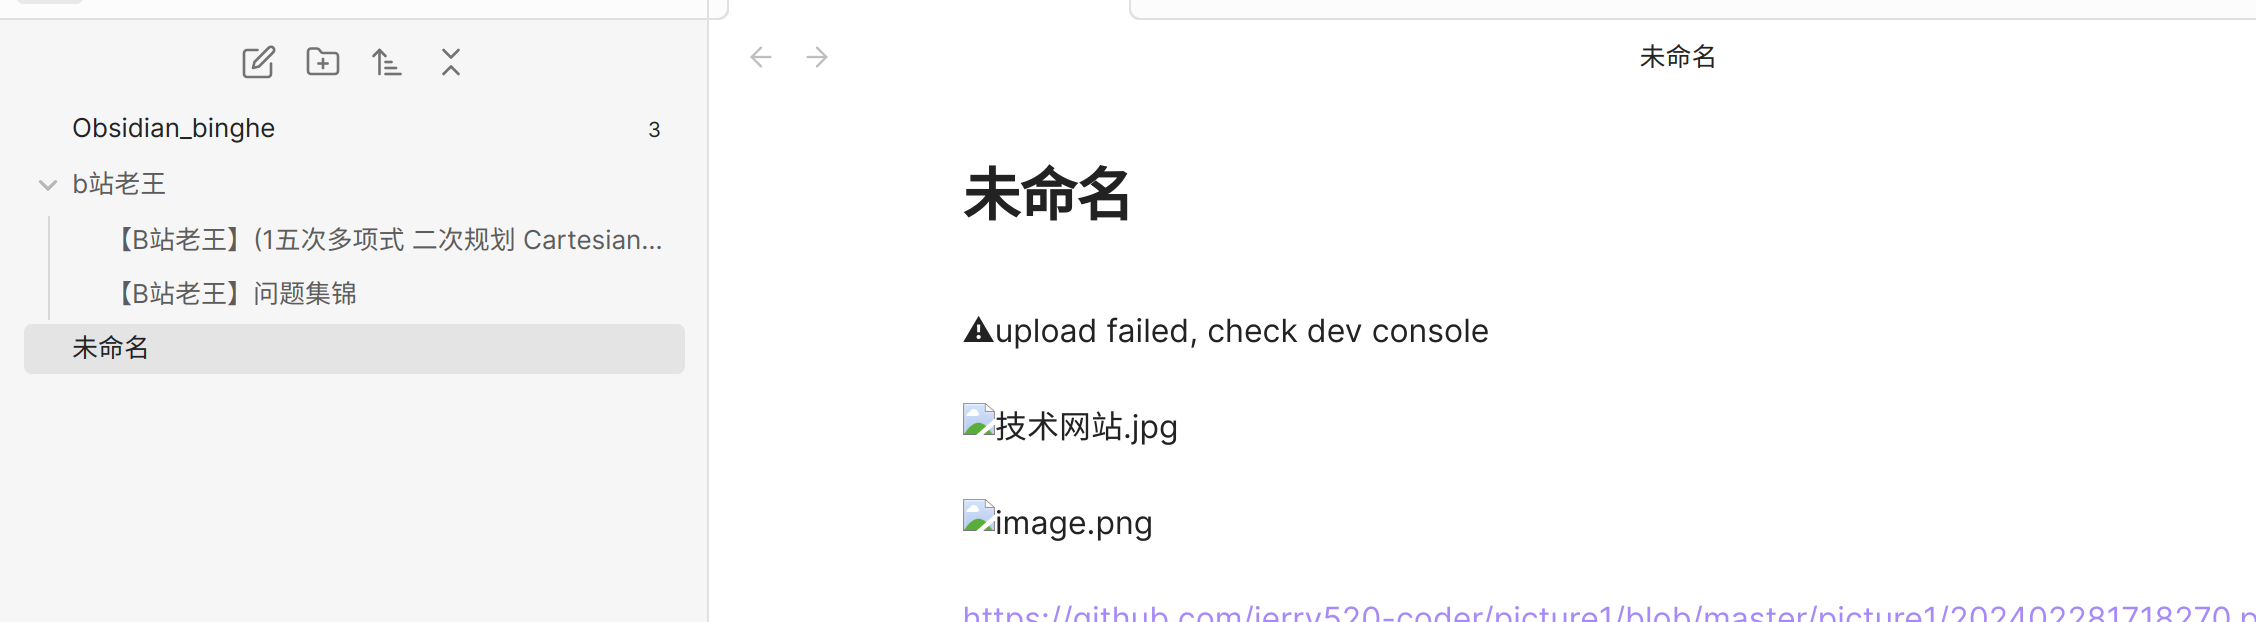 Obsidian_binghe 3
b站老王
【B站老王】(1五次多项式 二次规划 Cartesian...
【B站老王】问题集锦
未命名
未命名
未命名
⚠upload failed, check dev console
技术网站.jpg
image.png
https://github.com/jerry520-coder/picture1/blob/master/picture1/202402281718270.p